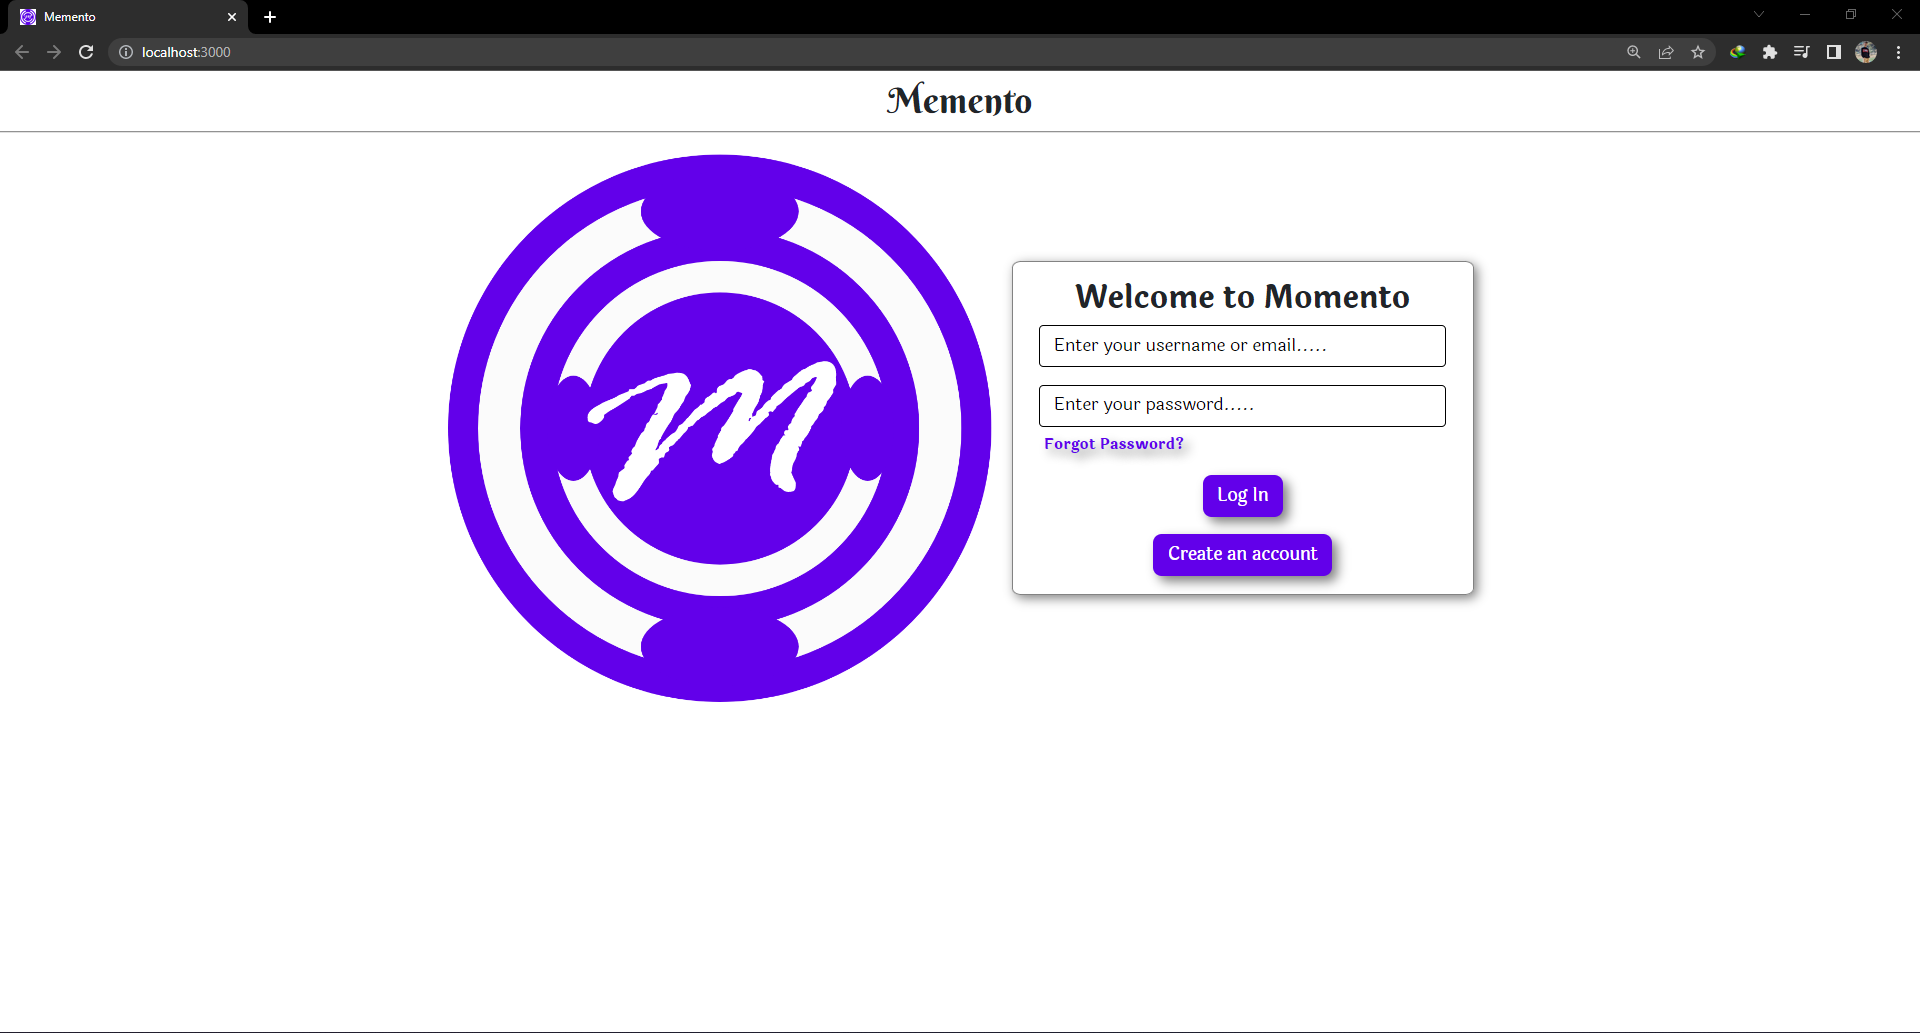 Memento
localhost:3000
Memento
M
Welcome to Momento
Enter your username or email.....
Enter your password.....
Forgot Password?
Log In
Create an account